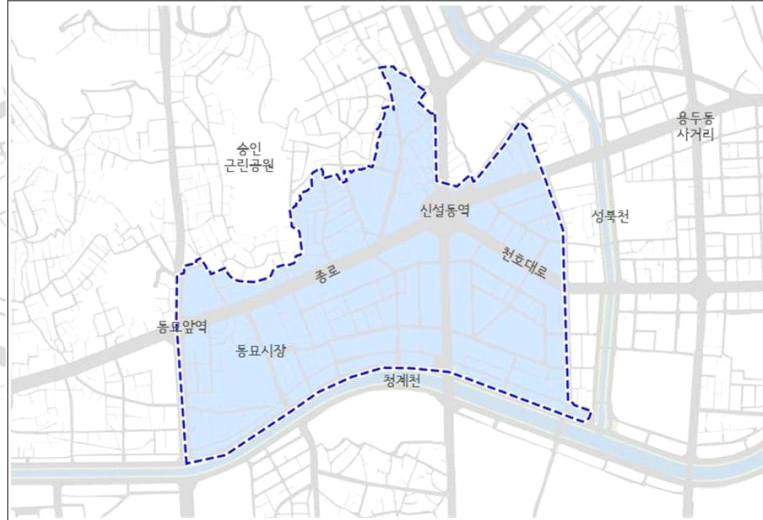 용두동
사거리
숭인
근린공원
신설동역
성북천
천호대로
종로
동묘앞역
동묘시장
청계천